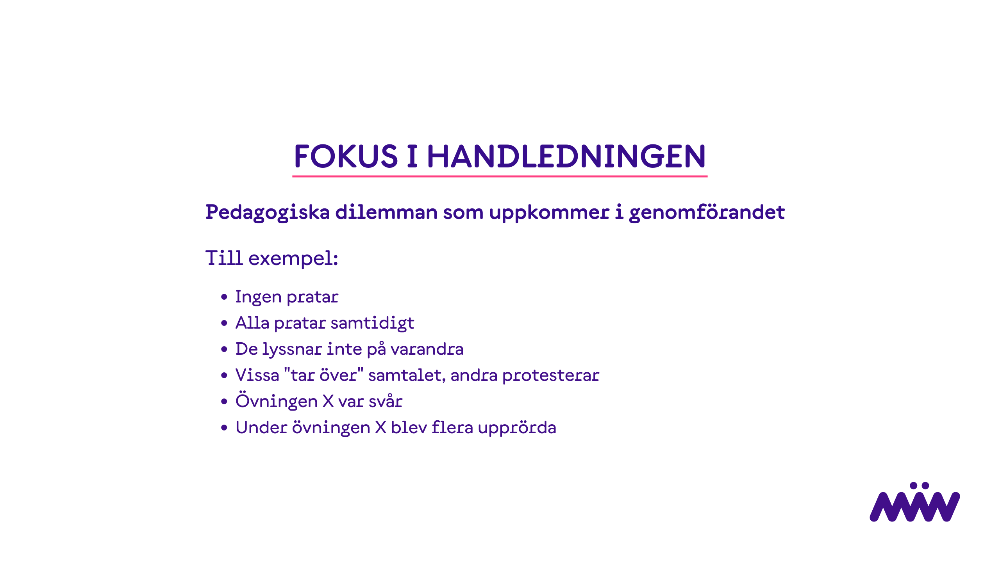 FOKUS I HANDLEDNINGEN
Pedagogiska dilemman som uppkommer i genomförandet
Till exempel:
• Ingen pratar
• Alla pratar samtidigt
• De lyssnar inte på varandra
• Vissa "tar över" samtalet, andra protesterar
• Övningen X var svår
• Under övningen X blev flera upprörda